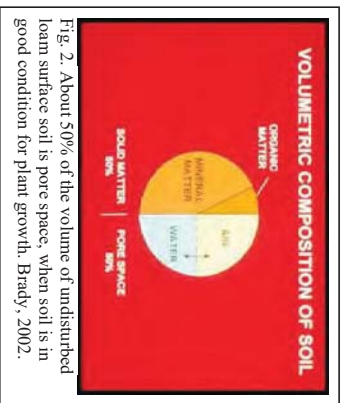 VOLUMETRIC COMPOSITION OF SOIL
ORGANIC
MATTER
MINERAL
MATTER
AIR
WATER
SOLID MATTER
50%
PORE SPACE
50%
Fig. 2. About 50% of the volume of undisturbed
loam surface soil is pore space, when soil is in
good condition for plant growth. Brady, 2002.